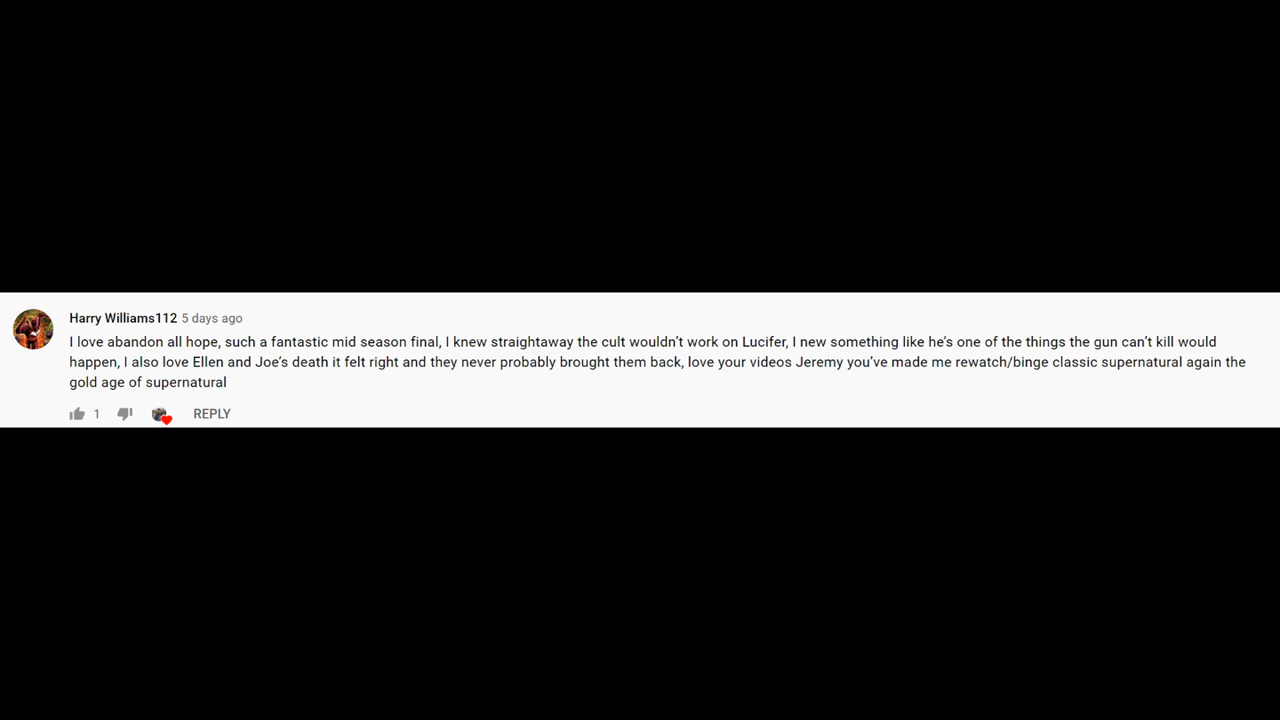 Harry Williams112 5 days ago
I love abandon all hope, such a fantastic mid season final, I knew straightaway the cult wouldn’t work on Lucifer, I new something like he’s one of the things the gun can’t kill would
happen, I also love Ellen and Joe’s death it felt right and they never probably brought them back, love your videos Jeremy you’ve made me rewatch/binge classic supernatural again the
gold age of supernatural
1 REPLY